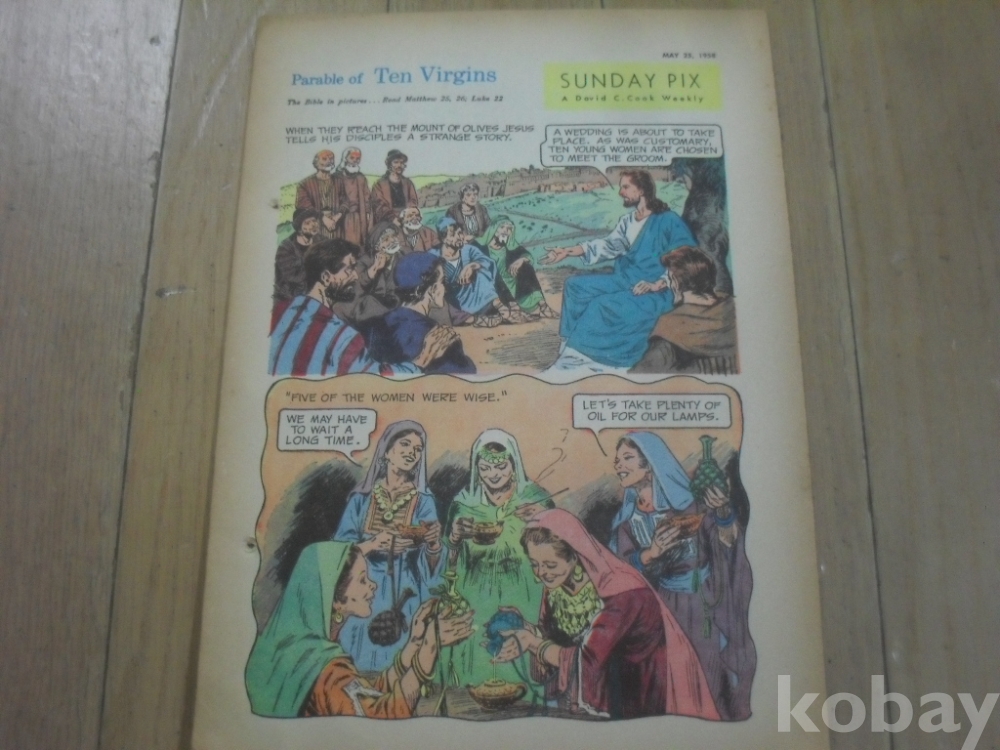 MAY 25, 1958
Parable of Ten Virgins
SUNDAY PIX
A David C. Cook Weekly
The Bible in pictures... Read Matthew 25, 26; Luke 22
WHEN THEY REACH THE MOUNT OF OLIVES JESUS
TELLS HIS DISCIPLES A STRANGE STORY.
A WEDDING IS ABOUT TO TAKE
PLACE. AS WAS CUSTOMARY,
TEN YOUNG WOMEN ARE CHOSEN
TO MEET THE GROOM.
"FIVE OF THE WOMEN WERE WISE."
WE MAY HAVE
TO WAIT A
LONG TIME.
LET'S TAKE PLENTY OF
OIL FOR OUR LAMPS.
kobay